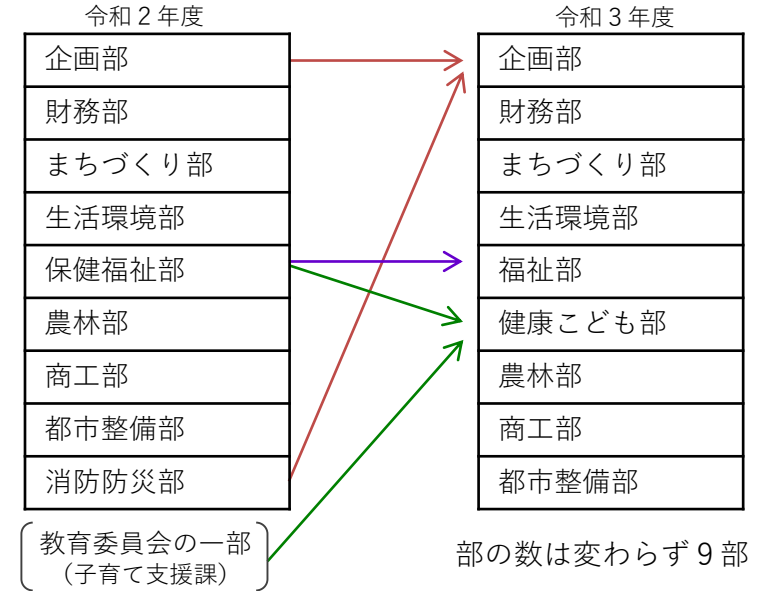 令和２年度
企画部
財務部
まちづくり部
生活環境部
保健福祉部
農林部
商工部
都市整備部
消防防災部
教育委員会の一部
（子育て支援課）
令和３年度
企画部
財務部
まちづくり部
生活環境部
福祉部
健康こども部
農林部
商工部
都市整備部
部の数は変わらず９部